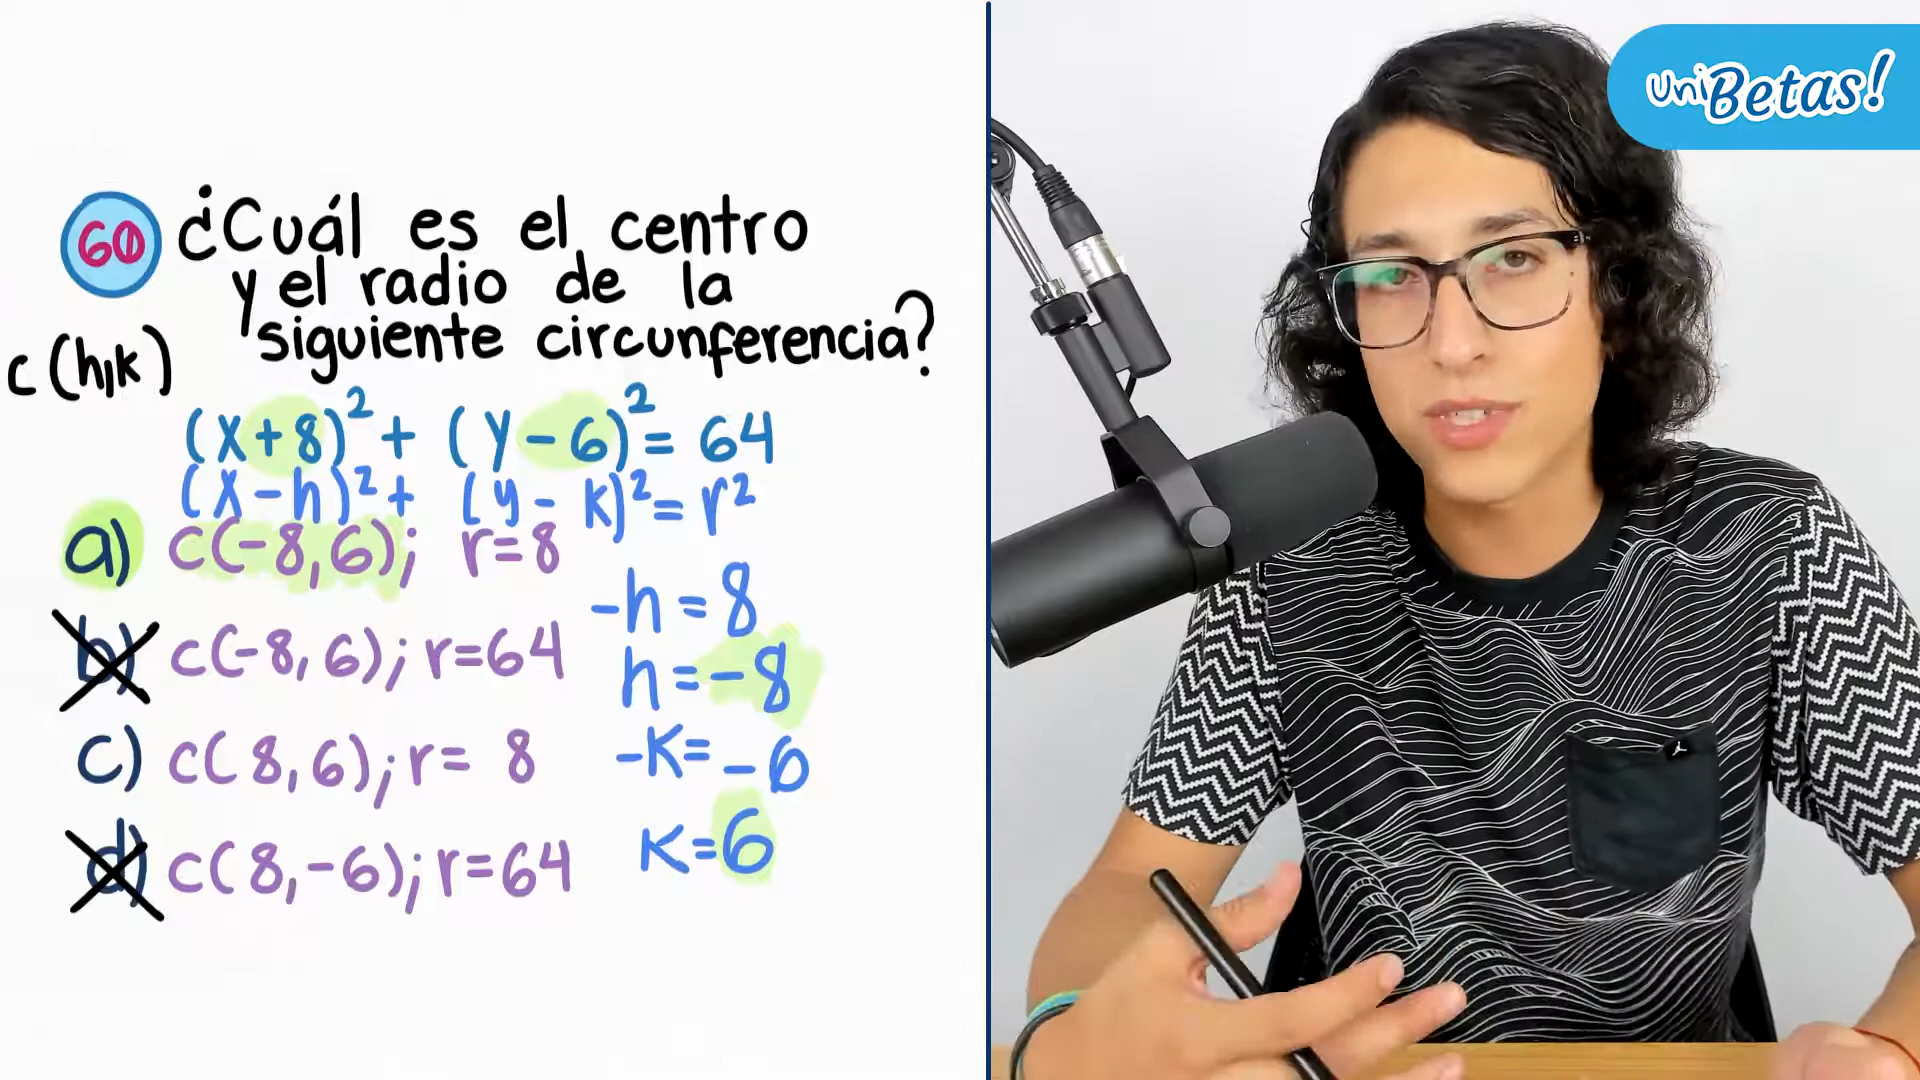 60 ¿Cuál es el centro
y el radio de la
siguiente circunferencia?
c (h,k)
(x+8)²+ (y-6)²= 64
(x-h)²+ (y-k)²= r²
a) c(-8,6); r=8
b) c(-8,6); r=64
c) c(8,6); r= 8
d) c(8,-6); r=64
-h=8
h=-8
-k=-6
k=6
uniBetas!